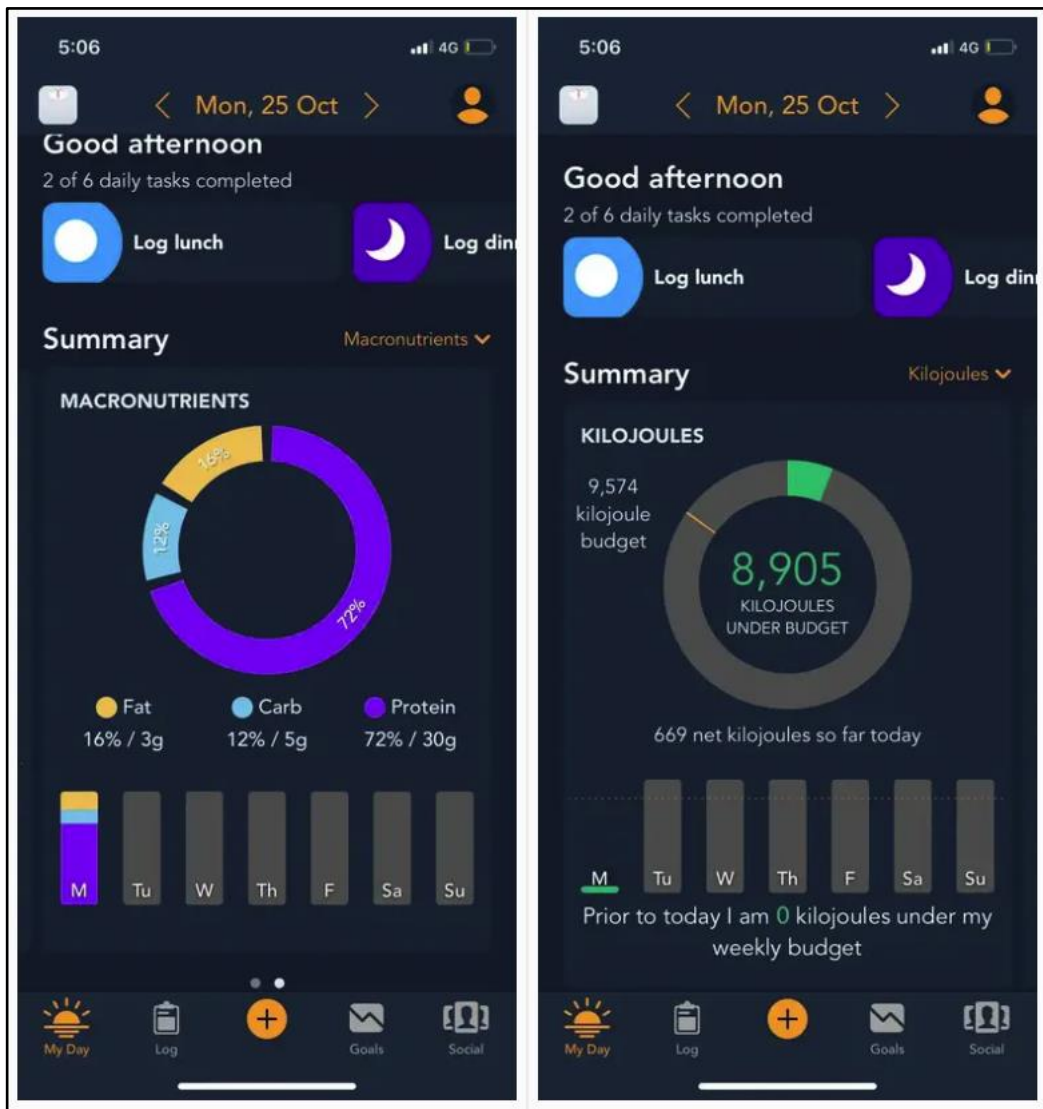 5:06
4G
< Mon, 25 Oct >
Good afternoon
2 of 6 daily tasks completed
Log lunch
Log dinn
Summary
Macronutrients
MACRONUTRIENTS
16%
12%
72%
Fat
Carb
Protein
16% / 3g
12% / 5g
72% / 30g
M
Tu
W
Th
F
Sa
Su
My Day
Log
Goals
Social
5:06
4G
< Mon, 25 Oct >
Good afternoon
2 of 6 daily tasks completed
Log lunch
Log dinn
Summary
Kilojoules
KILOJOULES
9,574
kilojoule
budget
8,905
KILOJOULES
UNDER BUDGET
669 net kilojoules so far today
M
Tu
W
Th
F
Sa
Su
Prior to today I am 0 kilojoules under my
weekly budget
My Day
Log
Goals
Social